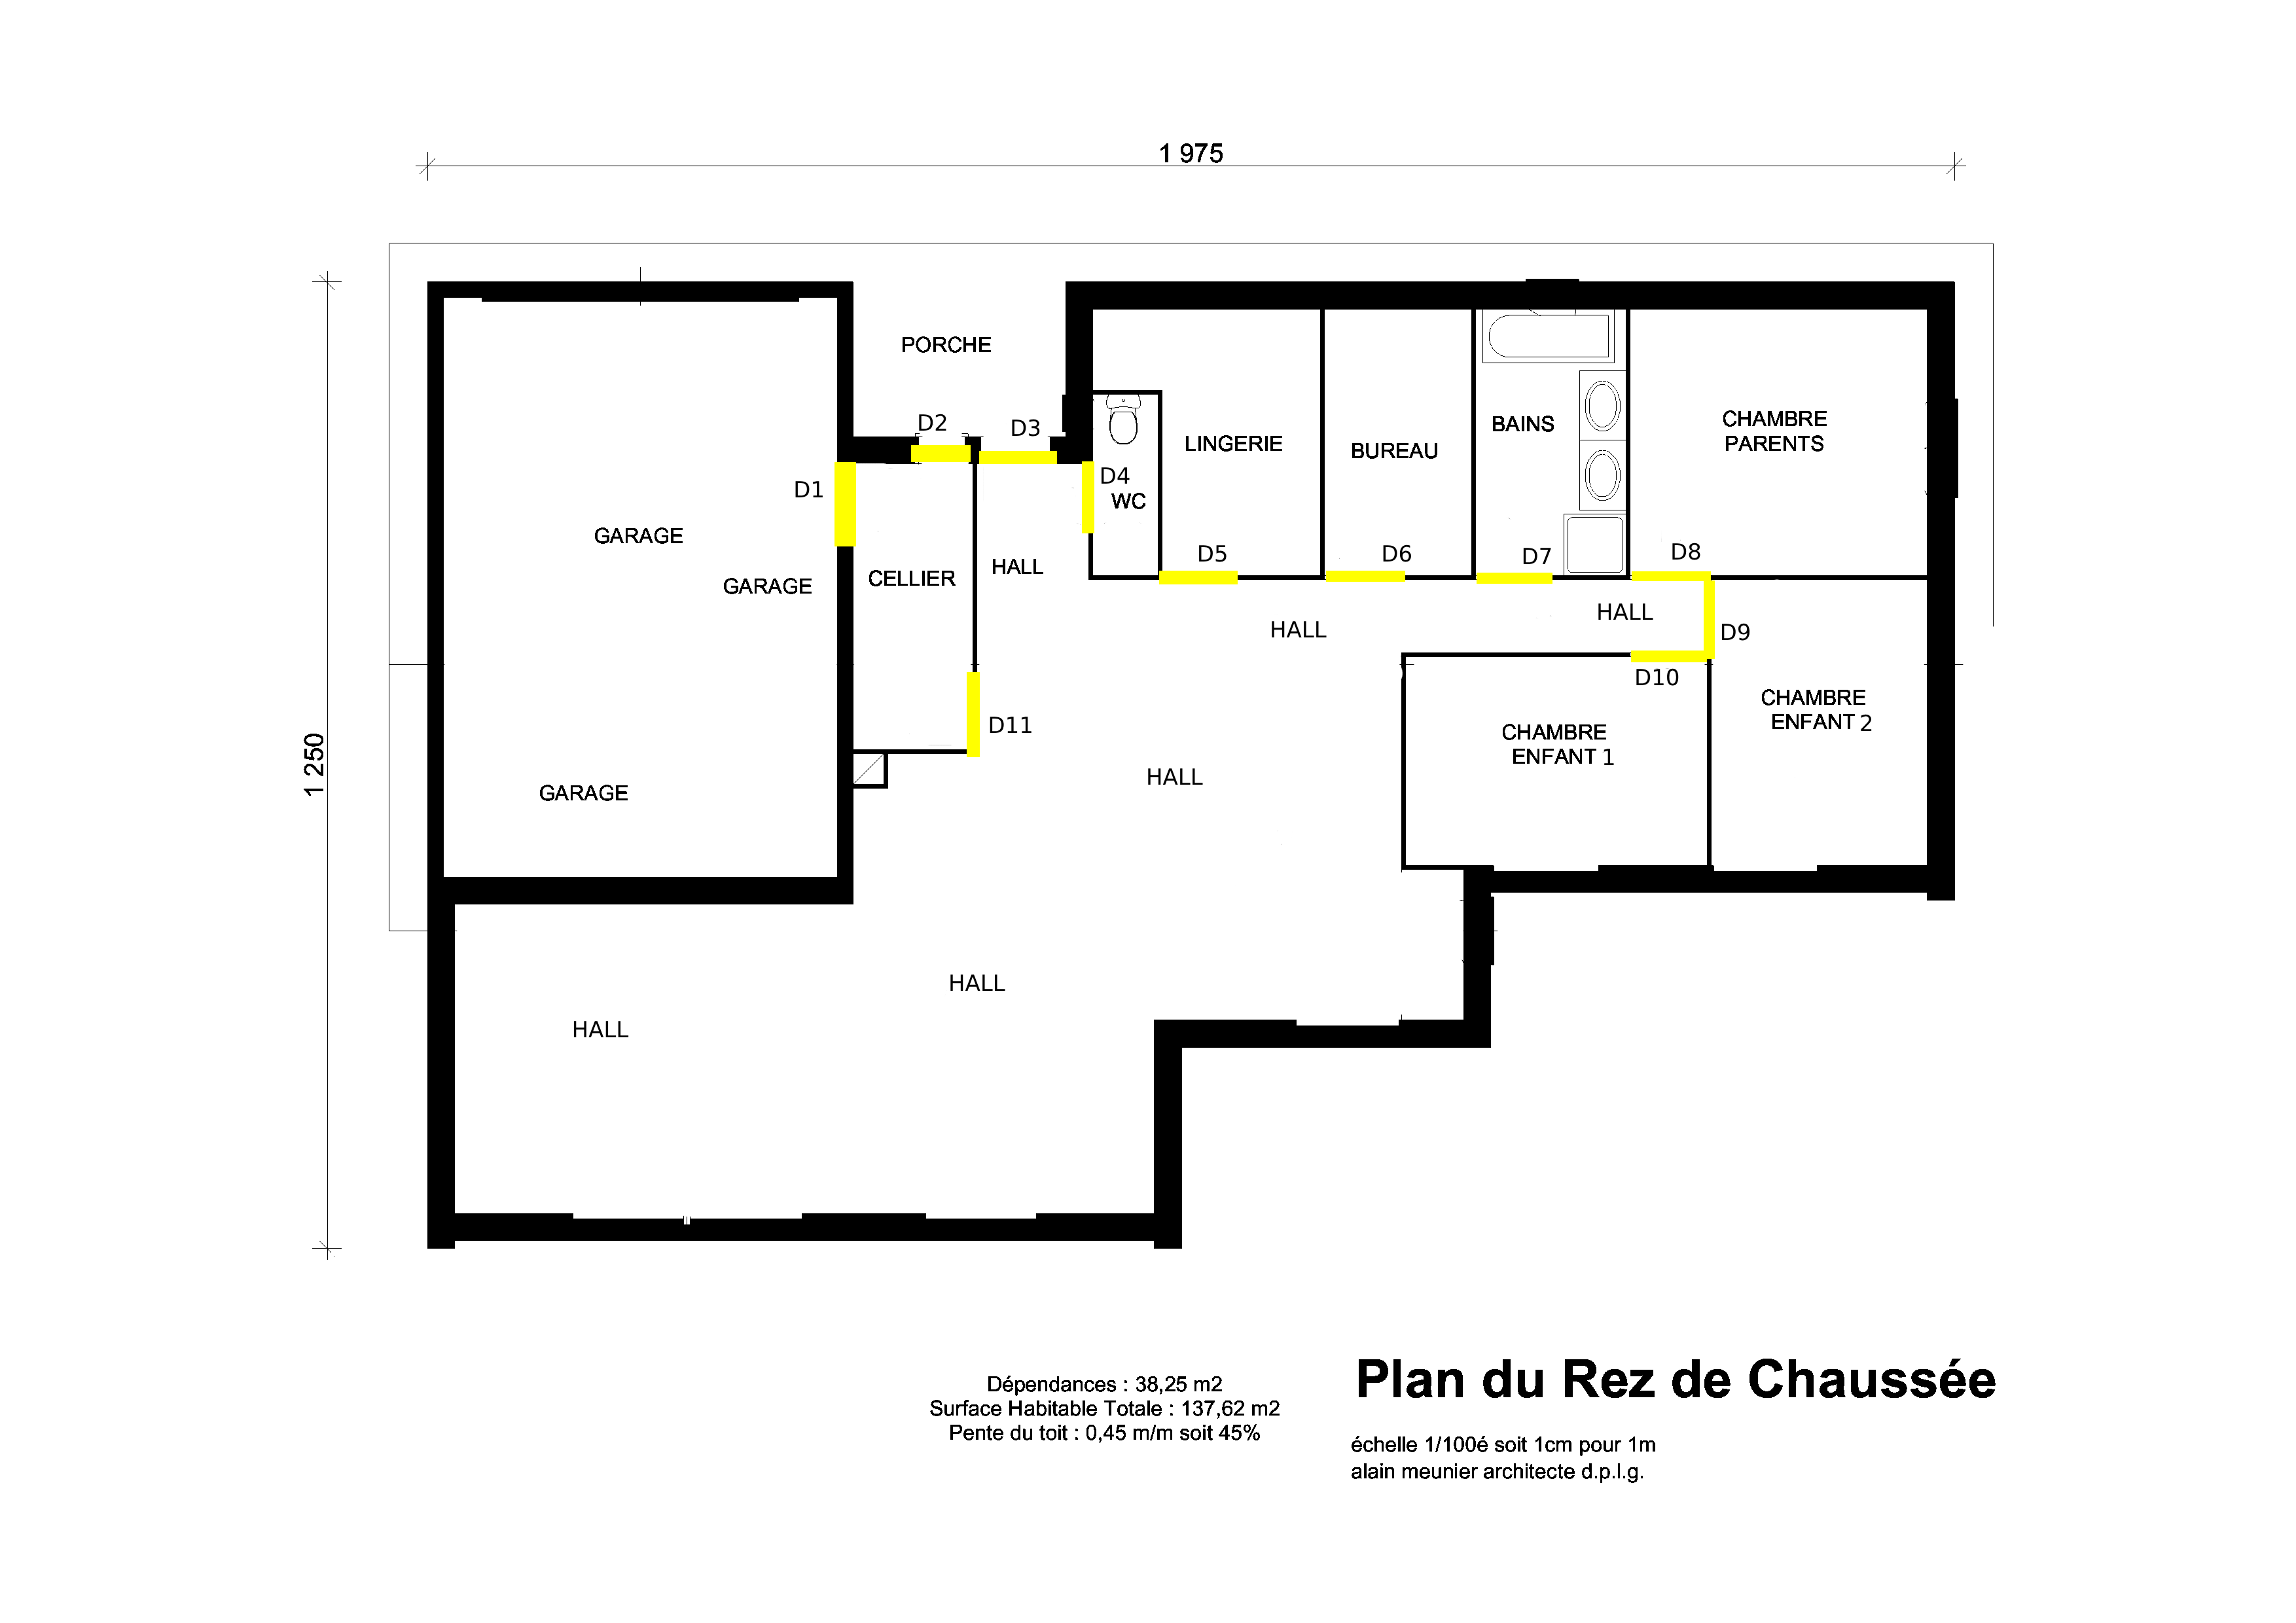 1 975
PORCHE
D2
D3
CHAMBRE
PARENTS
BAINS
LINGERIE
BUREAU
D4
WC
D1
GARAGE
D5
D6
D7
D8
HALL
CELLIER
GARAGE
HALL
HALL
D9
D10
CHAMBRE
ENFANT 2
D11
CHAMBRE
ENFANT 1
1 250
HALL
GARAGE
HALL
HALL
Plan du Rez de Chaussée
Dépendances : 38,25 m2
Surface Habitable Totale : 137,62 m2
Pente du toit : 0,45 m/m soit 45%
échelle 1/100é soit 1cm pour 1m
alain meunier architecte d.p.l.g.